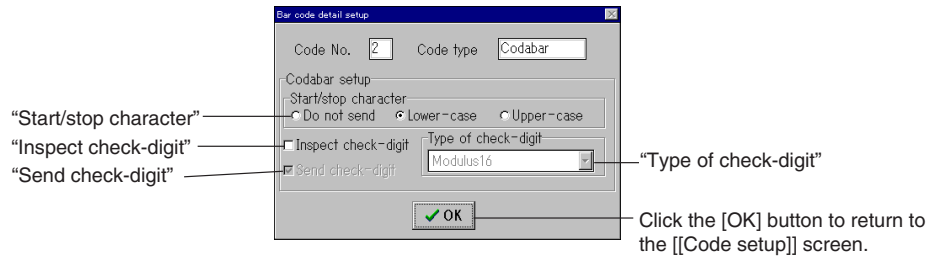 Bar code detail setup
Code No. 2 Code type Codabar
Codabar setup
Start/stop character
Do not send Lower-case Upper-case
Inspect check-digit Type of check-digit
Modulus16
Send check-digit
OK
“Start/stop character”
“Inspect check-digit”
“Send check-digit”
“Type of check-digit”
Click the [OK] button to return to
the [[Code setup]] screen.